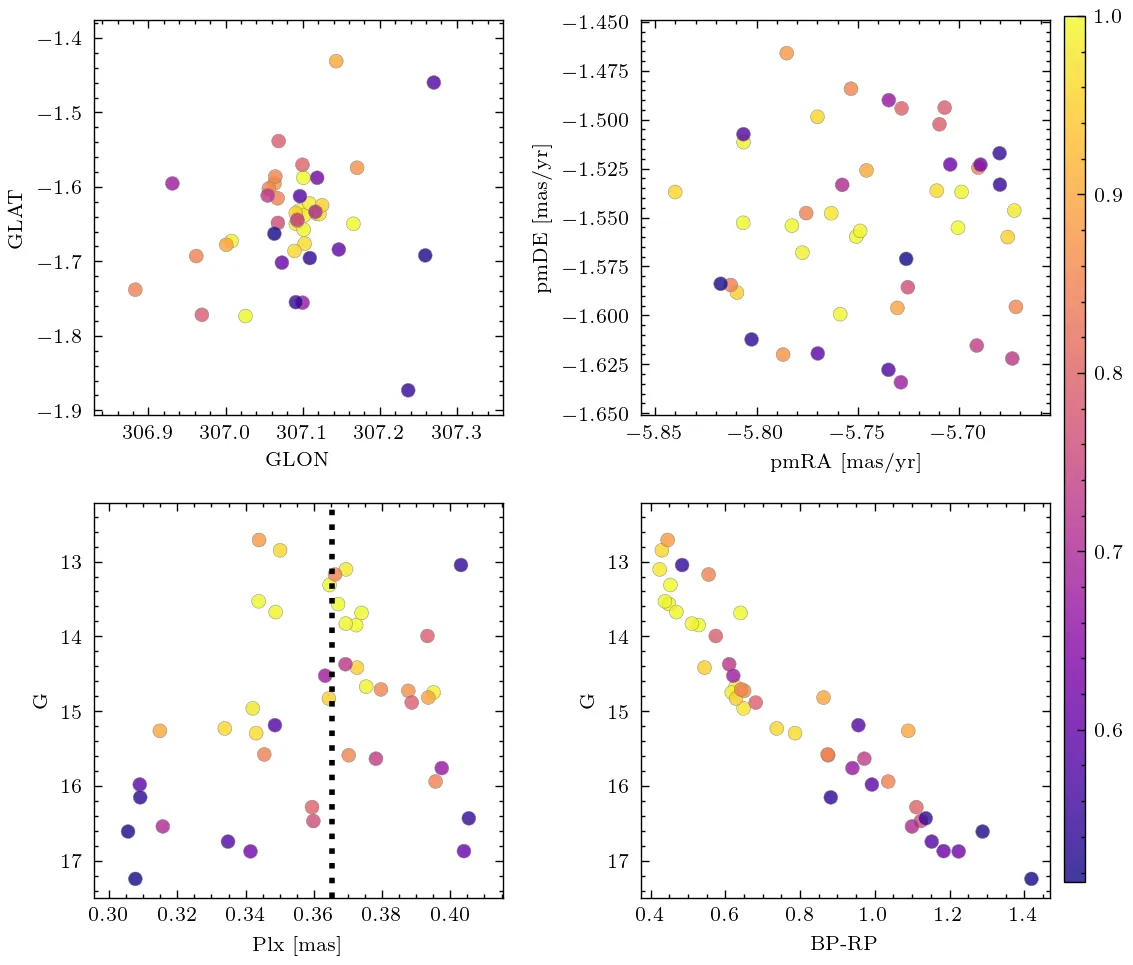 −1.4
−1.5
−1.6
−1.7
−1.8
−1.9
GLAT
306.9 307.0 307.1 307.2 307.3
GLON
−1.450
−1.475
−1.500
−1.525
−1.550
−1.575
−1.600
−1.625
−1.650
pmDE [mas/yr]
−5.85 −5.80 −5.75 −5.70
pmRA [mas/yr]
1.0
0.9
0.8
0.7
0.6
13
14
15
16
17
G
0.30 0.32 0.34 0.36 0.38 0.40
Plx [mas]
13
14
15
16
17
G
0.4 0.6 0.8 1.0 1.2 1.4
BP-RP